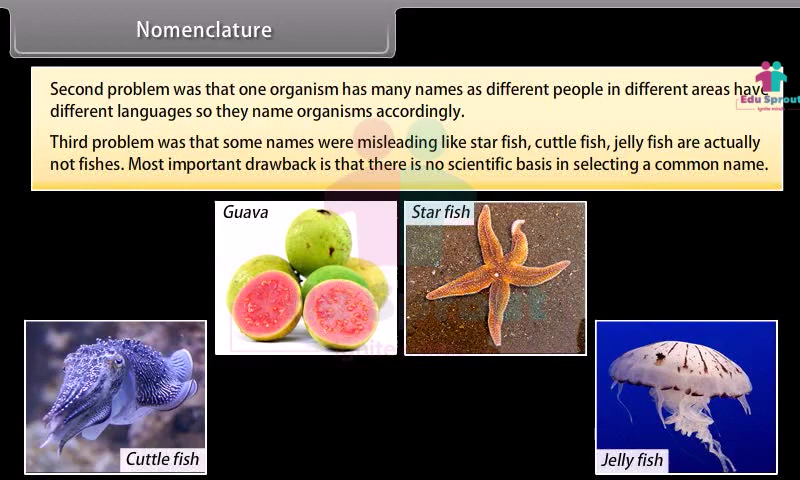 Nomenclature
Second problem was that one organism has many names as different people in different areas have
different languages so they name organisms accordingly.
Third problem was that some names were misleading like star fish, cuttle fish, jelly fish are actually
not fishes. Most important drawback is that there is no scientific basis in selecting a common name.
Edu Sprout
Ignite minds
Guava
Star fish
Cuttle fish
Jelly fish